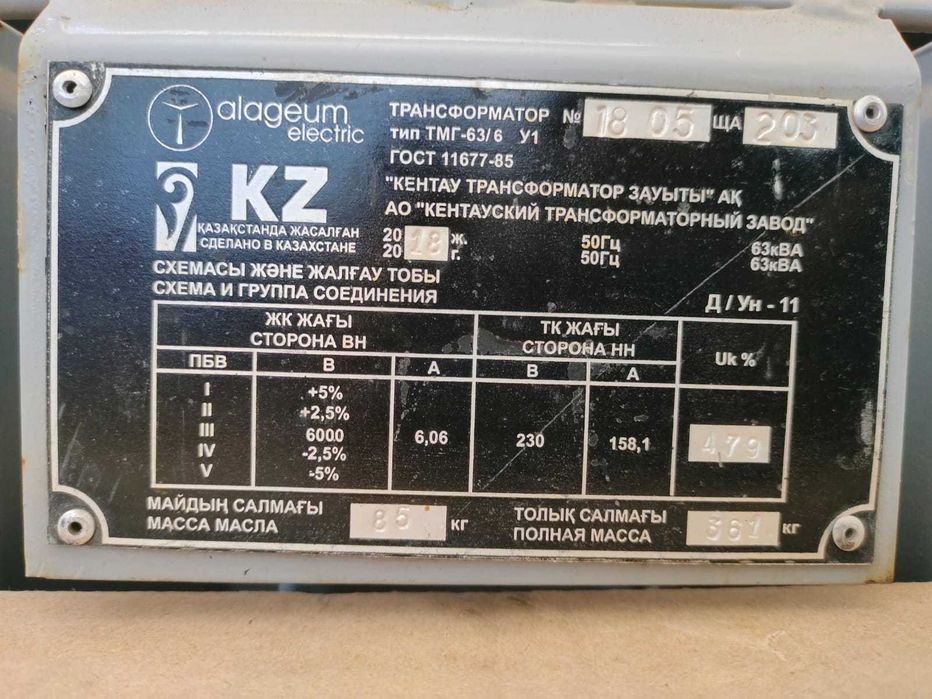 alageum
electric
ТРАНСФОРМАТОР № 18 05 ЩА 203
тип ТМГ-63/6 У1
ГОСТ 11677-85
KZ
ҚАЗАҚСТАНДА ЖАСАЛҒАН
СДЕЛАНО В КАЗАХСТАНЕ
"КЕНТАУ ТРАНСФОРМАТОР ЗАУЫТЫ" АҚ
АО "КЕНТАУСКИЙ ТРАНСФОРМАТОРНЫЙ ЗАВОД"
20 18 ж. 50Гц 63кВА
20 г. 50Гц 63кВА
СХЕМАСЫ ЖӘНЕ ЖАЛҒАУ ТОБЫ
СХЕМА И ГРУППА СОЕДИНЕНИЯ Д / Ун - 11
ЖК ЖАҒЫ ТК ЖАҒЫ
СТОРОНА ВН СТОРОНА НН Uk %
ПБВ В А В А
I +5%
II +2,5%
III 6000 6,06 230 158,1 4,79
IV -2,5%
V -5%
МАЙДЫҢ САЛМАҒЫ ТОЛЫҚ САЛМАҒЫ
МАССА МАСЛА 85 кг ПОЛНАЯ МАССА 361 кг